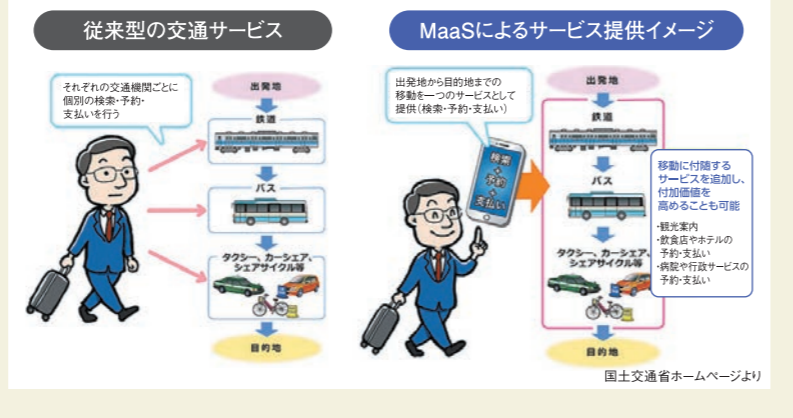 従来型の交通サービス
それぞれの交通機関ごとに
個別の検索・予約・
支払いを行う
出発地
鉄道
バス
タクシー、カーシェア、
シェアサイクル等
目的地
MaaSによるサービス提供イメージ
出発地から目的地までの
移動を一つのサービスとして
提供(検索・予約・支払い)
検索
+
予約
+
支払い
出発地
鉄道
バス
タクシー、カーシェア、
シェアサイクル等
目的地
移動に付随する
サービスを追加し、
付加価値を
高めることも可能
・観光案内
・飲食店やホテルの
予約・支払い
・病院や行政サービスの
予約・支払い
国土交通省ホームページより